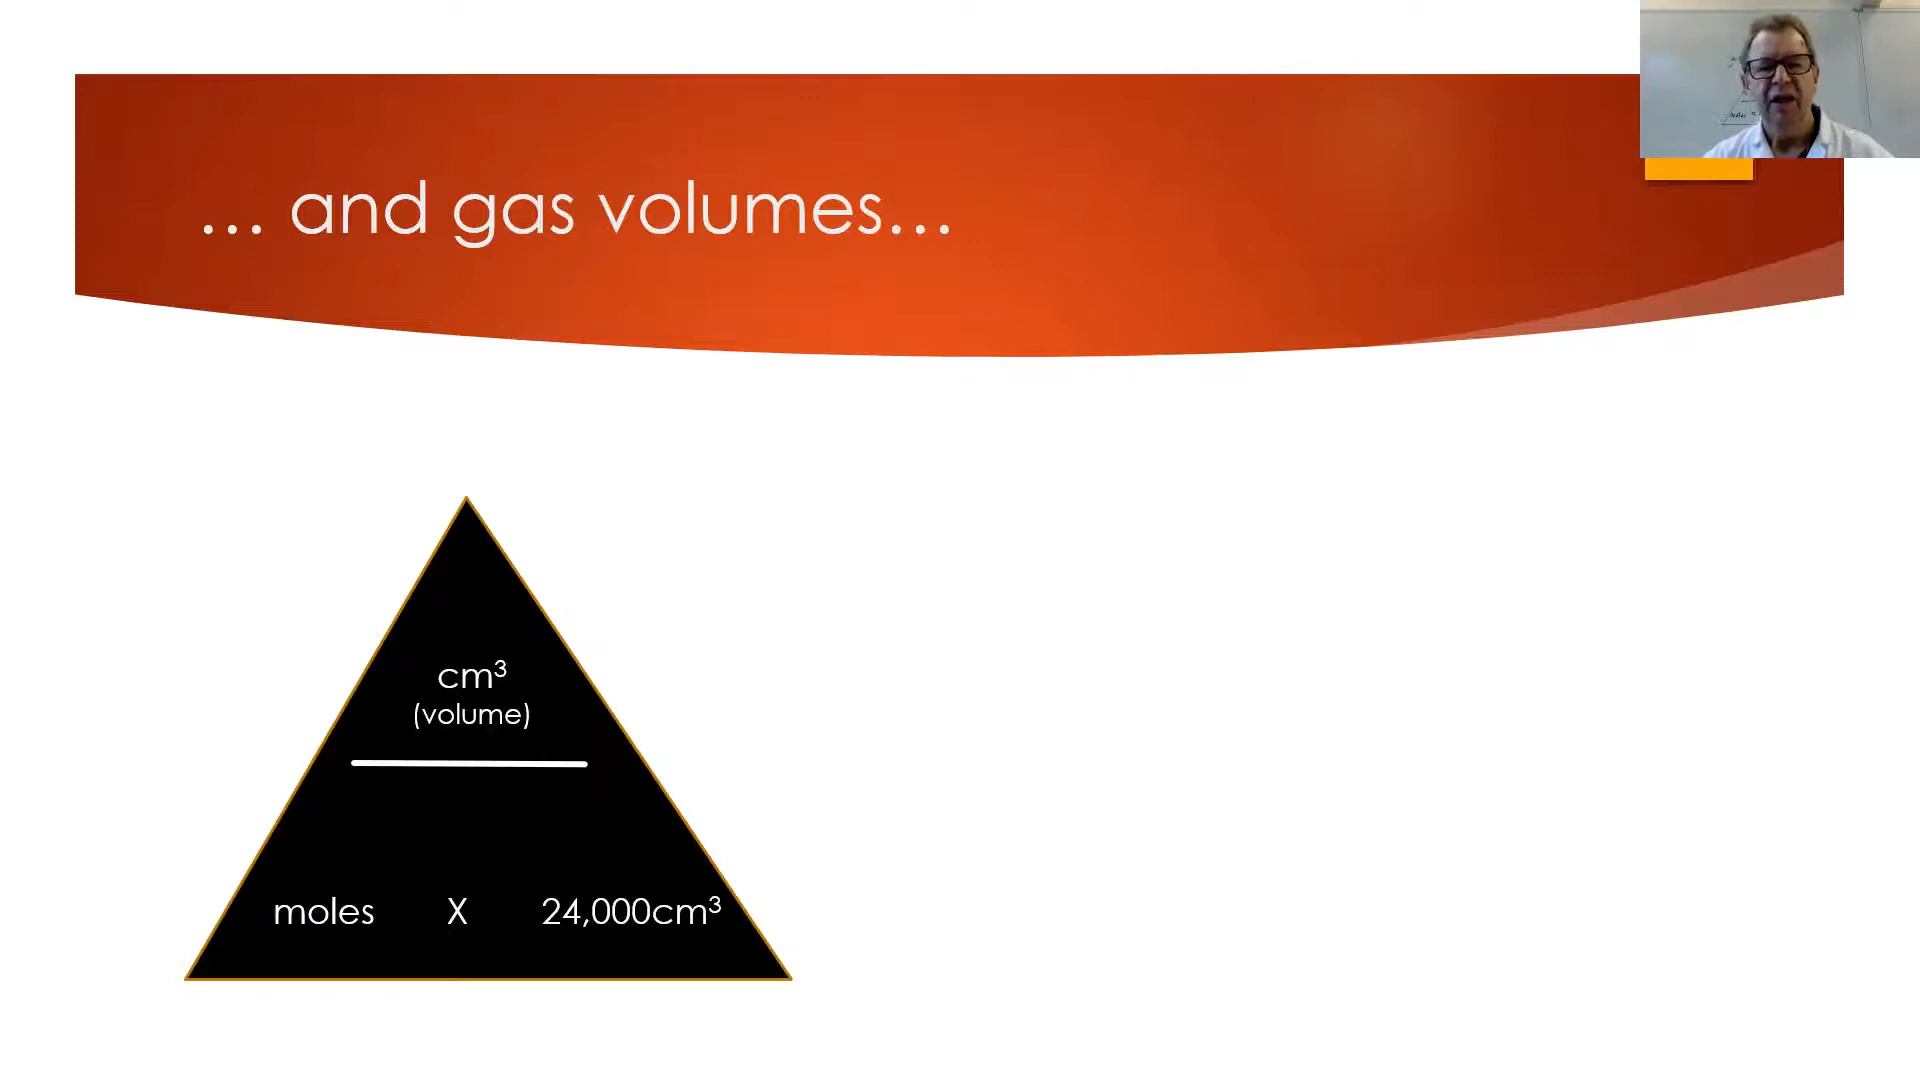 … and gas volumes…
cm³
(volume)
moles X 24,000cm³